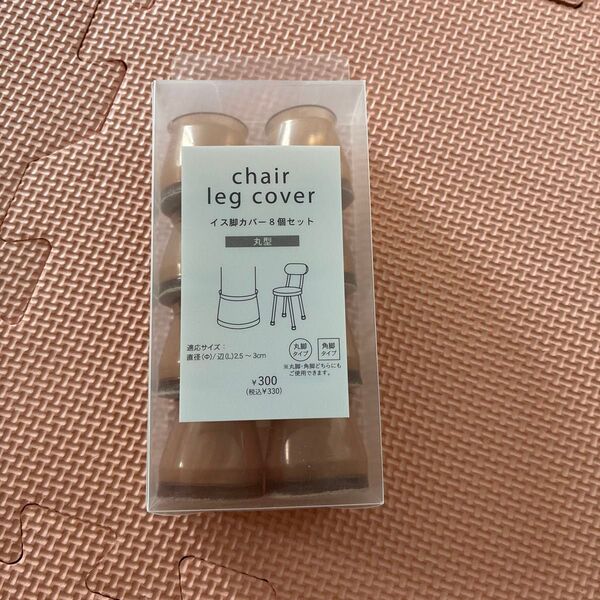 chair
leg cover
イス脚カバー8個セット
丸型
適応サイズ：
直径(Φ)/辺(L)2.5～3cm
丸脚
タイプ
角脚
タイプ
※丸脚・角脚どちらにも
ご使用できます。
¥300
(税込¥330)